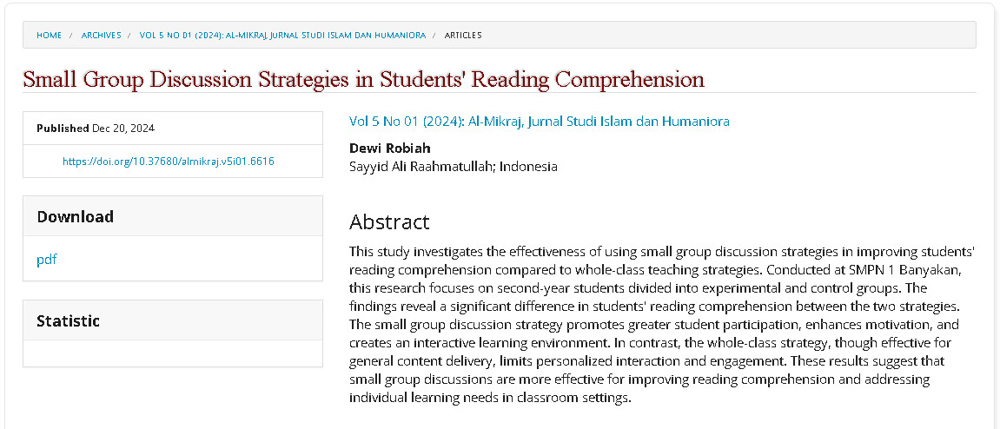 HOME / ARCHIVES / VOL 5 NO 01 (2024): AL-MIKRAJ, JURNAL STUDI ISLAM DAN HUMANIORA / ARTICLES
Small Group Discussion Strategies in Students' Reading Comprehension
Published Dec 20, 2024
https://doi.org/10.37680/almikraj.v5i01.6616
Download
pdf
Statistic
Vol 5 No 01 (2024): Al-Mikraj, Jurnal Studi Islam dan Humaniora
Dewi Robiah
Sayyid Ali Raahmatullah; Indonesia
Abstract
This study investigates the effectiveness of using small group discussion strategies in improving students'
reading comprehension compared to whole-class teaching strategies. Conducted at SMPN 1 Banyakan,
this research focuses on second-year students divided into experimental and control groups. The
findings reveal a significant difference in students' reading comprehension between the two strategies.
The small group discussion strategy promotes greater student participation, enhances motivation, and
creates an interactive learning environment. In contrast, the whole-class strategy, though effective for
general content delivery, limits personalized interaction and engagement. These results suggest that
small group discussions are more effective for improving reading comprehension and addressing
individual learning needs in classroom settings.